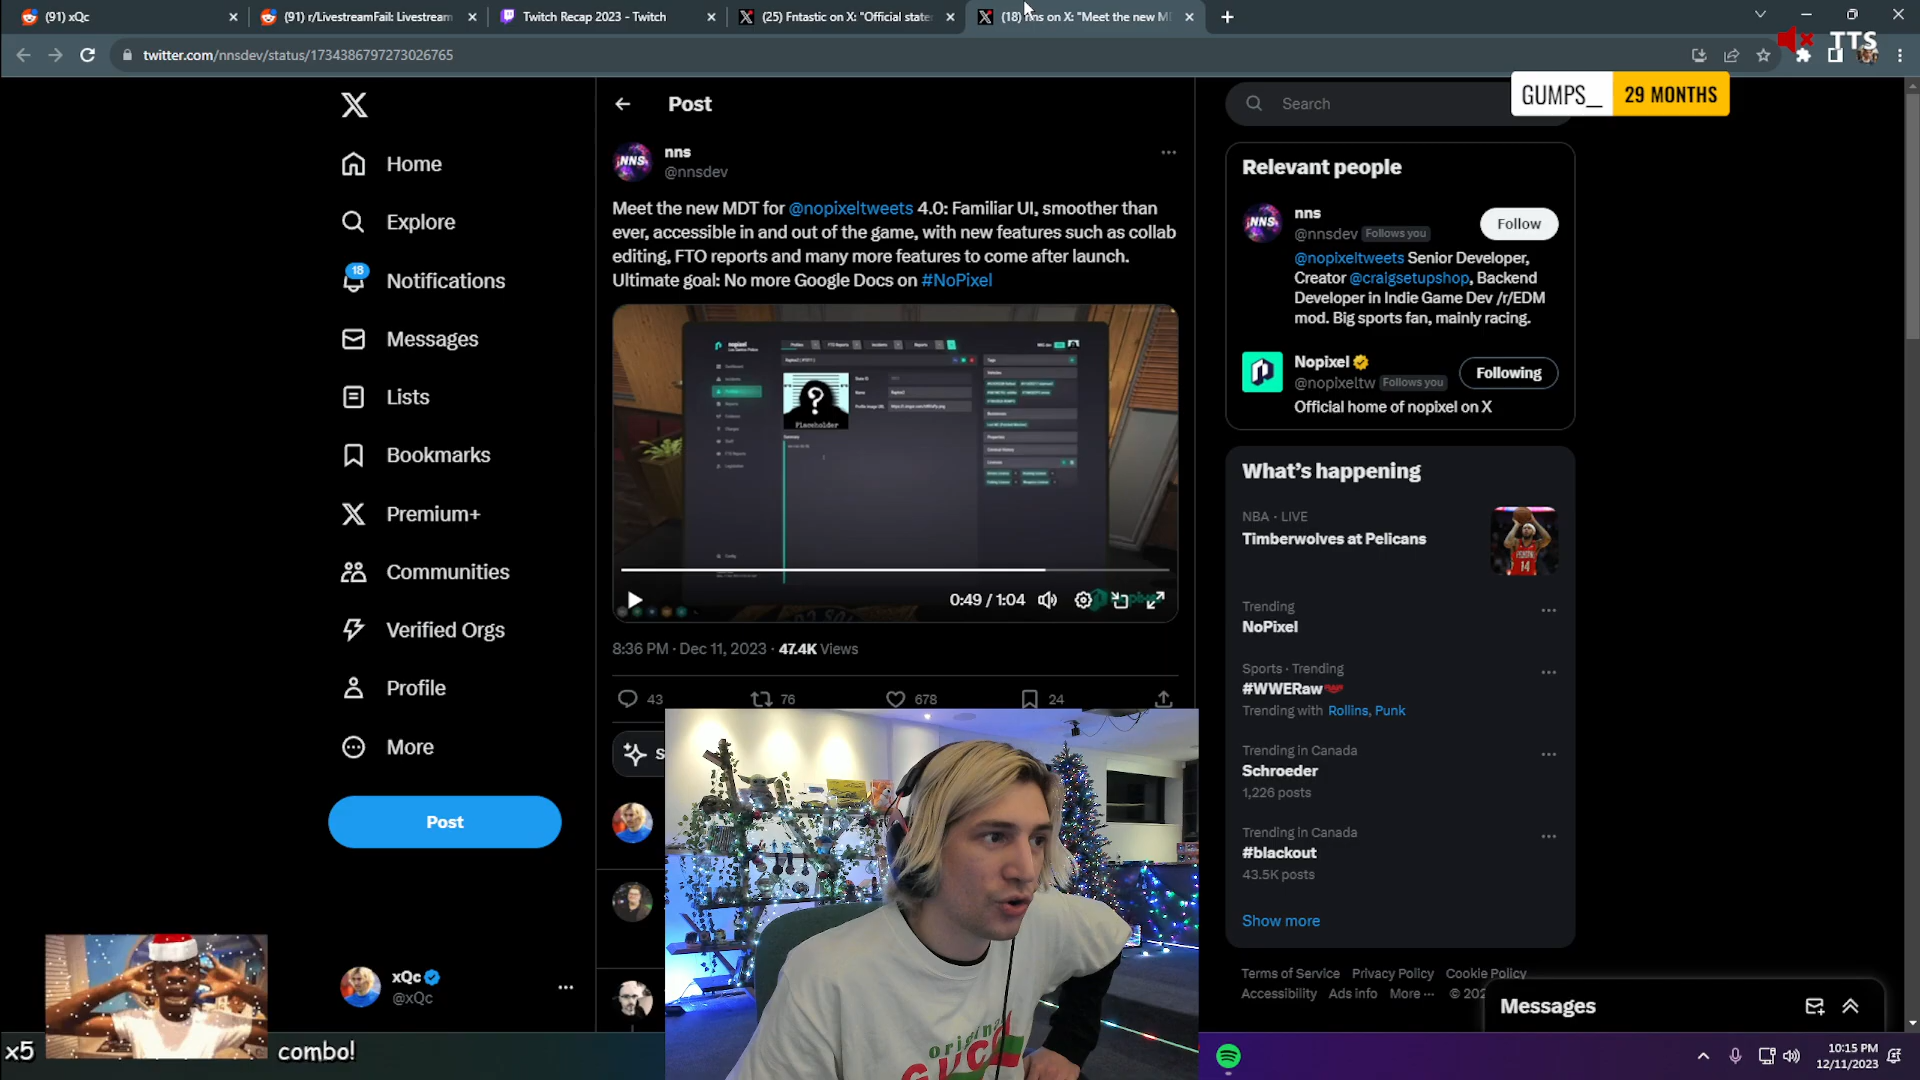 (91) xQc
(91) r/LivestreamFail: Livestream
Twitch Recap 2023 - Twitch
(25) Fntastic on X: "Official state
(18) nns on X: "Meet the new M
twitter.com/nnsdev/status/1734386797273026765
TTS
GUMPS_ 29 MONTHS
Home
Explore
18
Notifications
Messages
Lists
Bookmarks
Premium+
Communities
Verified Orgs
Profile
More
Post
xQc
@xQc
Post
nns
@nnsdev
Meet the new MDT for @nopixeltweets 4.0: Familiar UI, smoother than
ever, accessible in and out of the game, with new features such as collab
editing, FTO reports and many more features to come after launch.
Ultimate goal: No more Google Docs on #NoPixel
nopixel
Placeholder
0:49 / 1:04
8:36 PM · Dec 11, 2023 · 47.4K Views
43
76
678
24
Search
Relevant people
nns
@nnsdev Follows you
Follow
@nopixeltweets Senior Developer,
Creator @craigsetupshop, Backend
Developer in Indie Game Dev /r/EDM
mod. Big sports fan, mainly racing.
Nopixel
@nopixeltw Follows you
Following
Official home of nopixel on X
What's happening
NBA · LIVE
Timberwolves at Pelicans
Trending
NoPixel
Sports · Trending
#WWERaw
Trending with Rollins, Punk
Trending in Canada
Schroeder
1,226 posts
Trending in Canada
#blackout
43.5K posts
Show more
Terms of Service Privacy Policy Cookie Policy
Accessibility Ads info More ··· © 202
Messages
x5 combo!
GUCCI
10:15 PM
12/11/2023